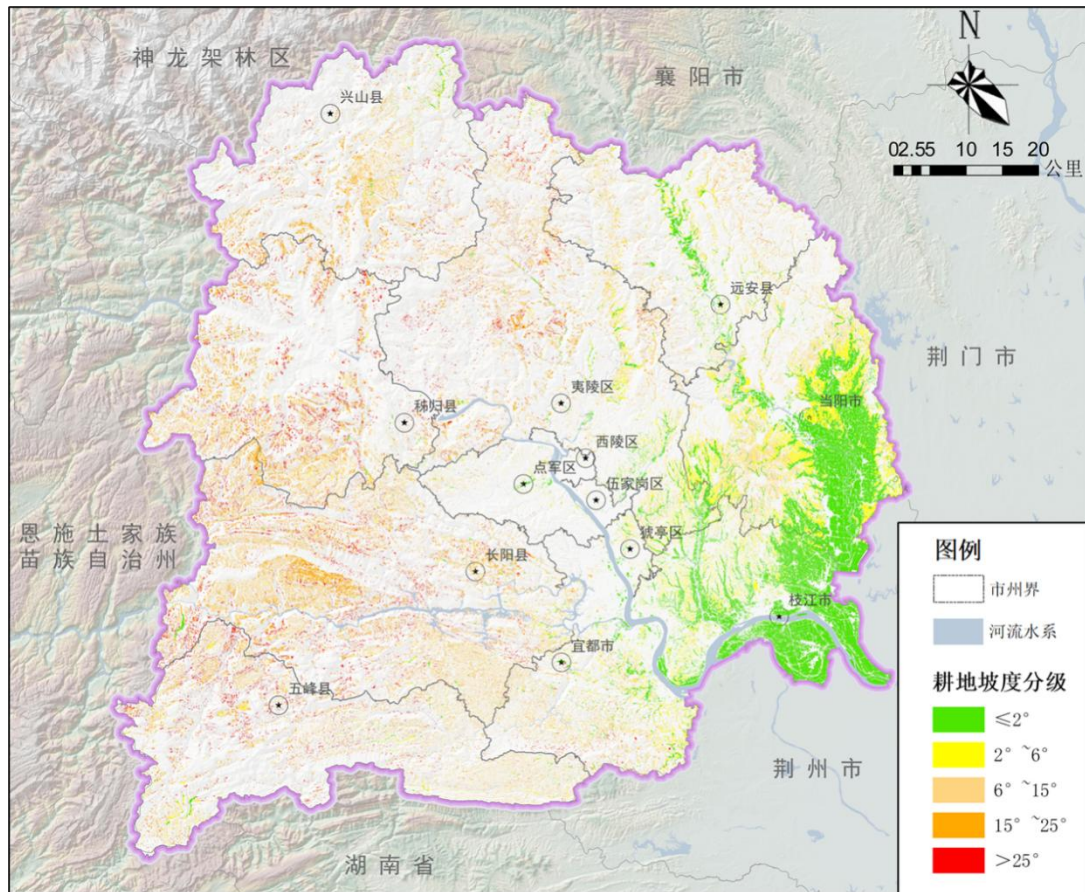 神龙架林区
襄阳市
N
02.55 10 15 20
公里
兴山县
远安县
荆门市
当阳市
夷陵区
秭归县
西陵区
点军区
伍家岗区
猇亭区
恩施土家族
苗族自治州
长阳县
枝江市
宜都市
五峰县
荆州市
湖南省
图例
市州界
河流水系
耕地坡度分级
≤2°
2°~6°
6°~15°
15°~25°
>25°